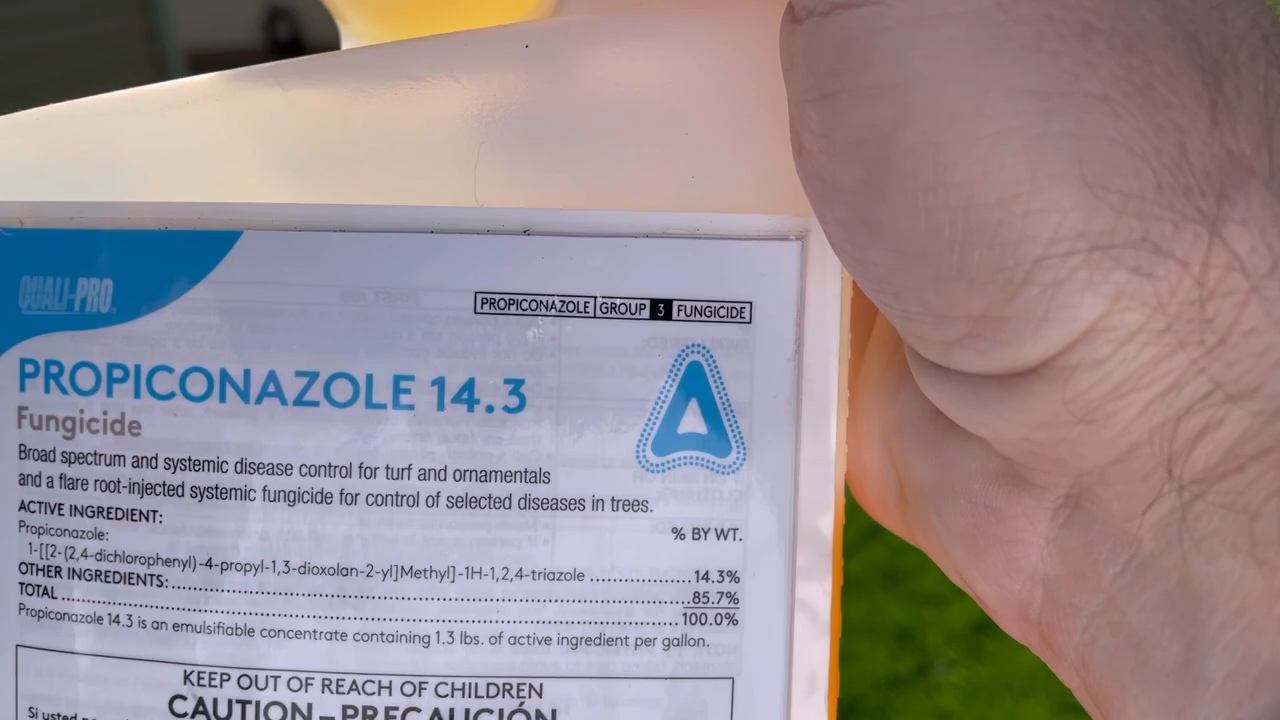 QUALI-PRO
PROPICONAZOLE GROUP 3 FUNGICIDE
PROPICONAZOLE 14.3
Fungicide
Broad spectrum and systemic disease control for turf and ornamentals
and a flare root-injected systemic fungicide for control of selected diseases in trees.
ACTIVE INGREDIENT:
% BY WT.
Propiconazole:
1-[[2-(2,4-dichlorophenyl)-4-propyl-1,3-dioxolan-2-yl]Methyl]-1H-1,2,4-triazole ..................14.3%
OTHER INGREDIENTS:..................85.7%
TOTAL ..................100.0%
Propiconazole 14.3 is an emulsifiable concentrate containing 1.3 lbs. of active ingredient per gallon.
KEEP OUT OF REACH OF CHILDREN
CAUTION – PRECAUCIÓN
Si usted